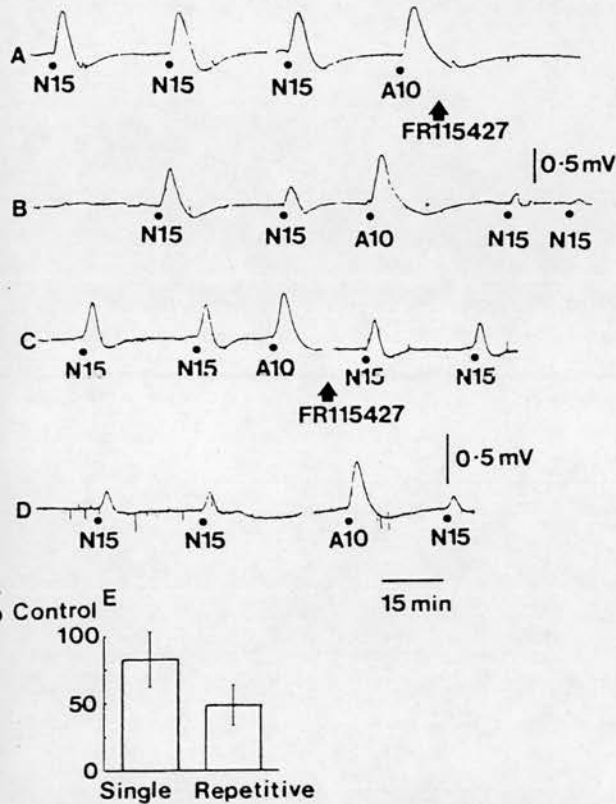 A
N15 N15 N15 A10
FR115427
0·5 mV
B
N15 N15 A10 N15 N15
C
N15 N15 A10 N15 N15
FR115427
0·5 mV
D
N15 N15 A10 N15
15 min
Control E
100
50
0
Single Repetitive